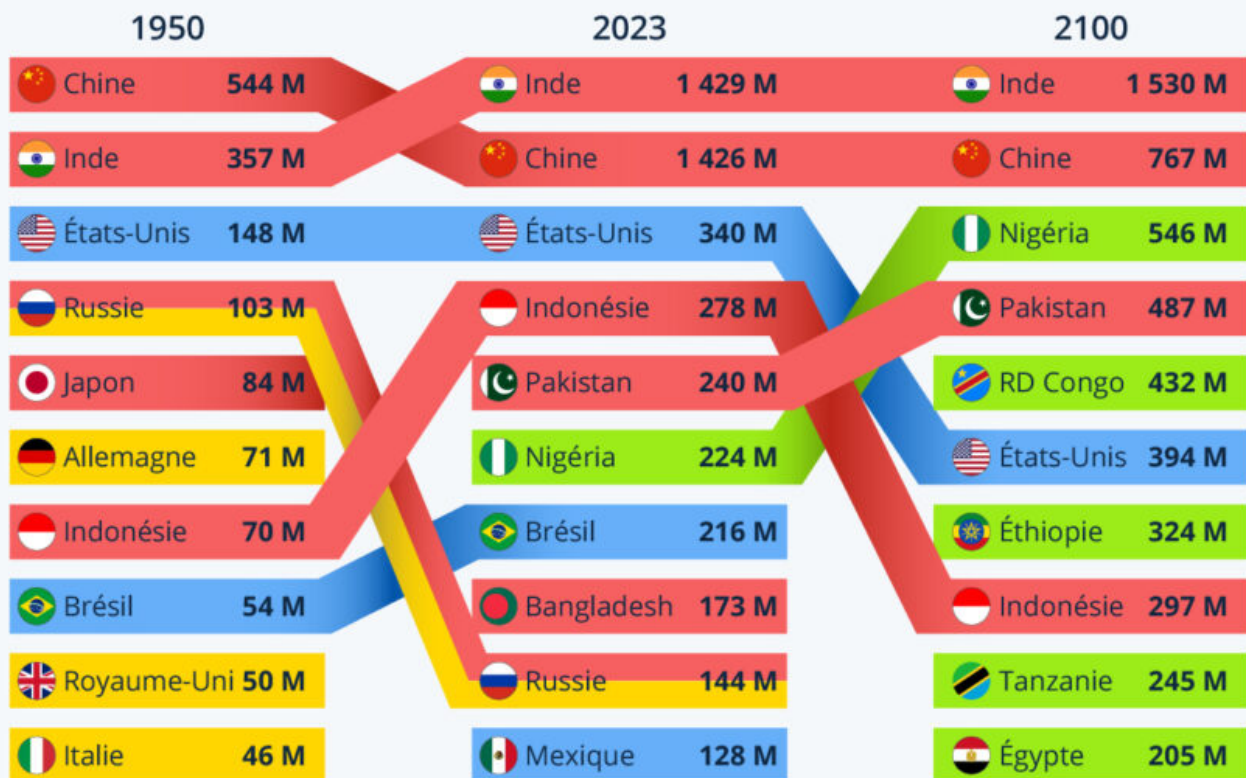 1950 2023 2100
Chine 544 M Inde 1 429 M Inde 1 530 M
Inde 357 M Chine 1 426 M Chine 767 M
États-Unis 148 M États-Unis 340 M Nigéria 546 M
Russie 103 M Indonésie 278 M Pakistan 487 M
Japon 84 M Pakistan 240 M RD Congo 432 M
Allemagne 71 M Nigéria 224 M États-Unis 394 M
Indonésie 70 M Brésil 216 M Éthiopie 324 M
Brésil 54 M Bangladesh 173 M Indonésie 297 M
Royaume-Uni 50 M Russie 144 M Tanzanie 245 M
Italie 46 M Mexique 128 M Égypte 205 M